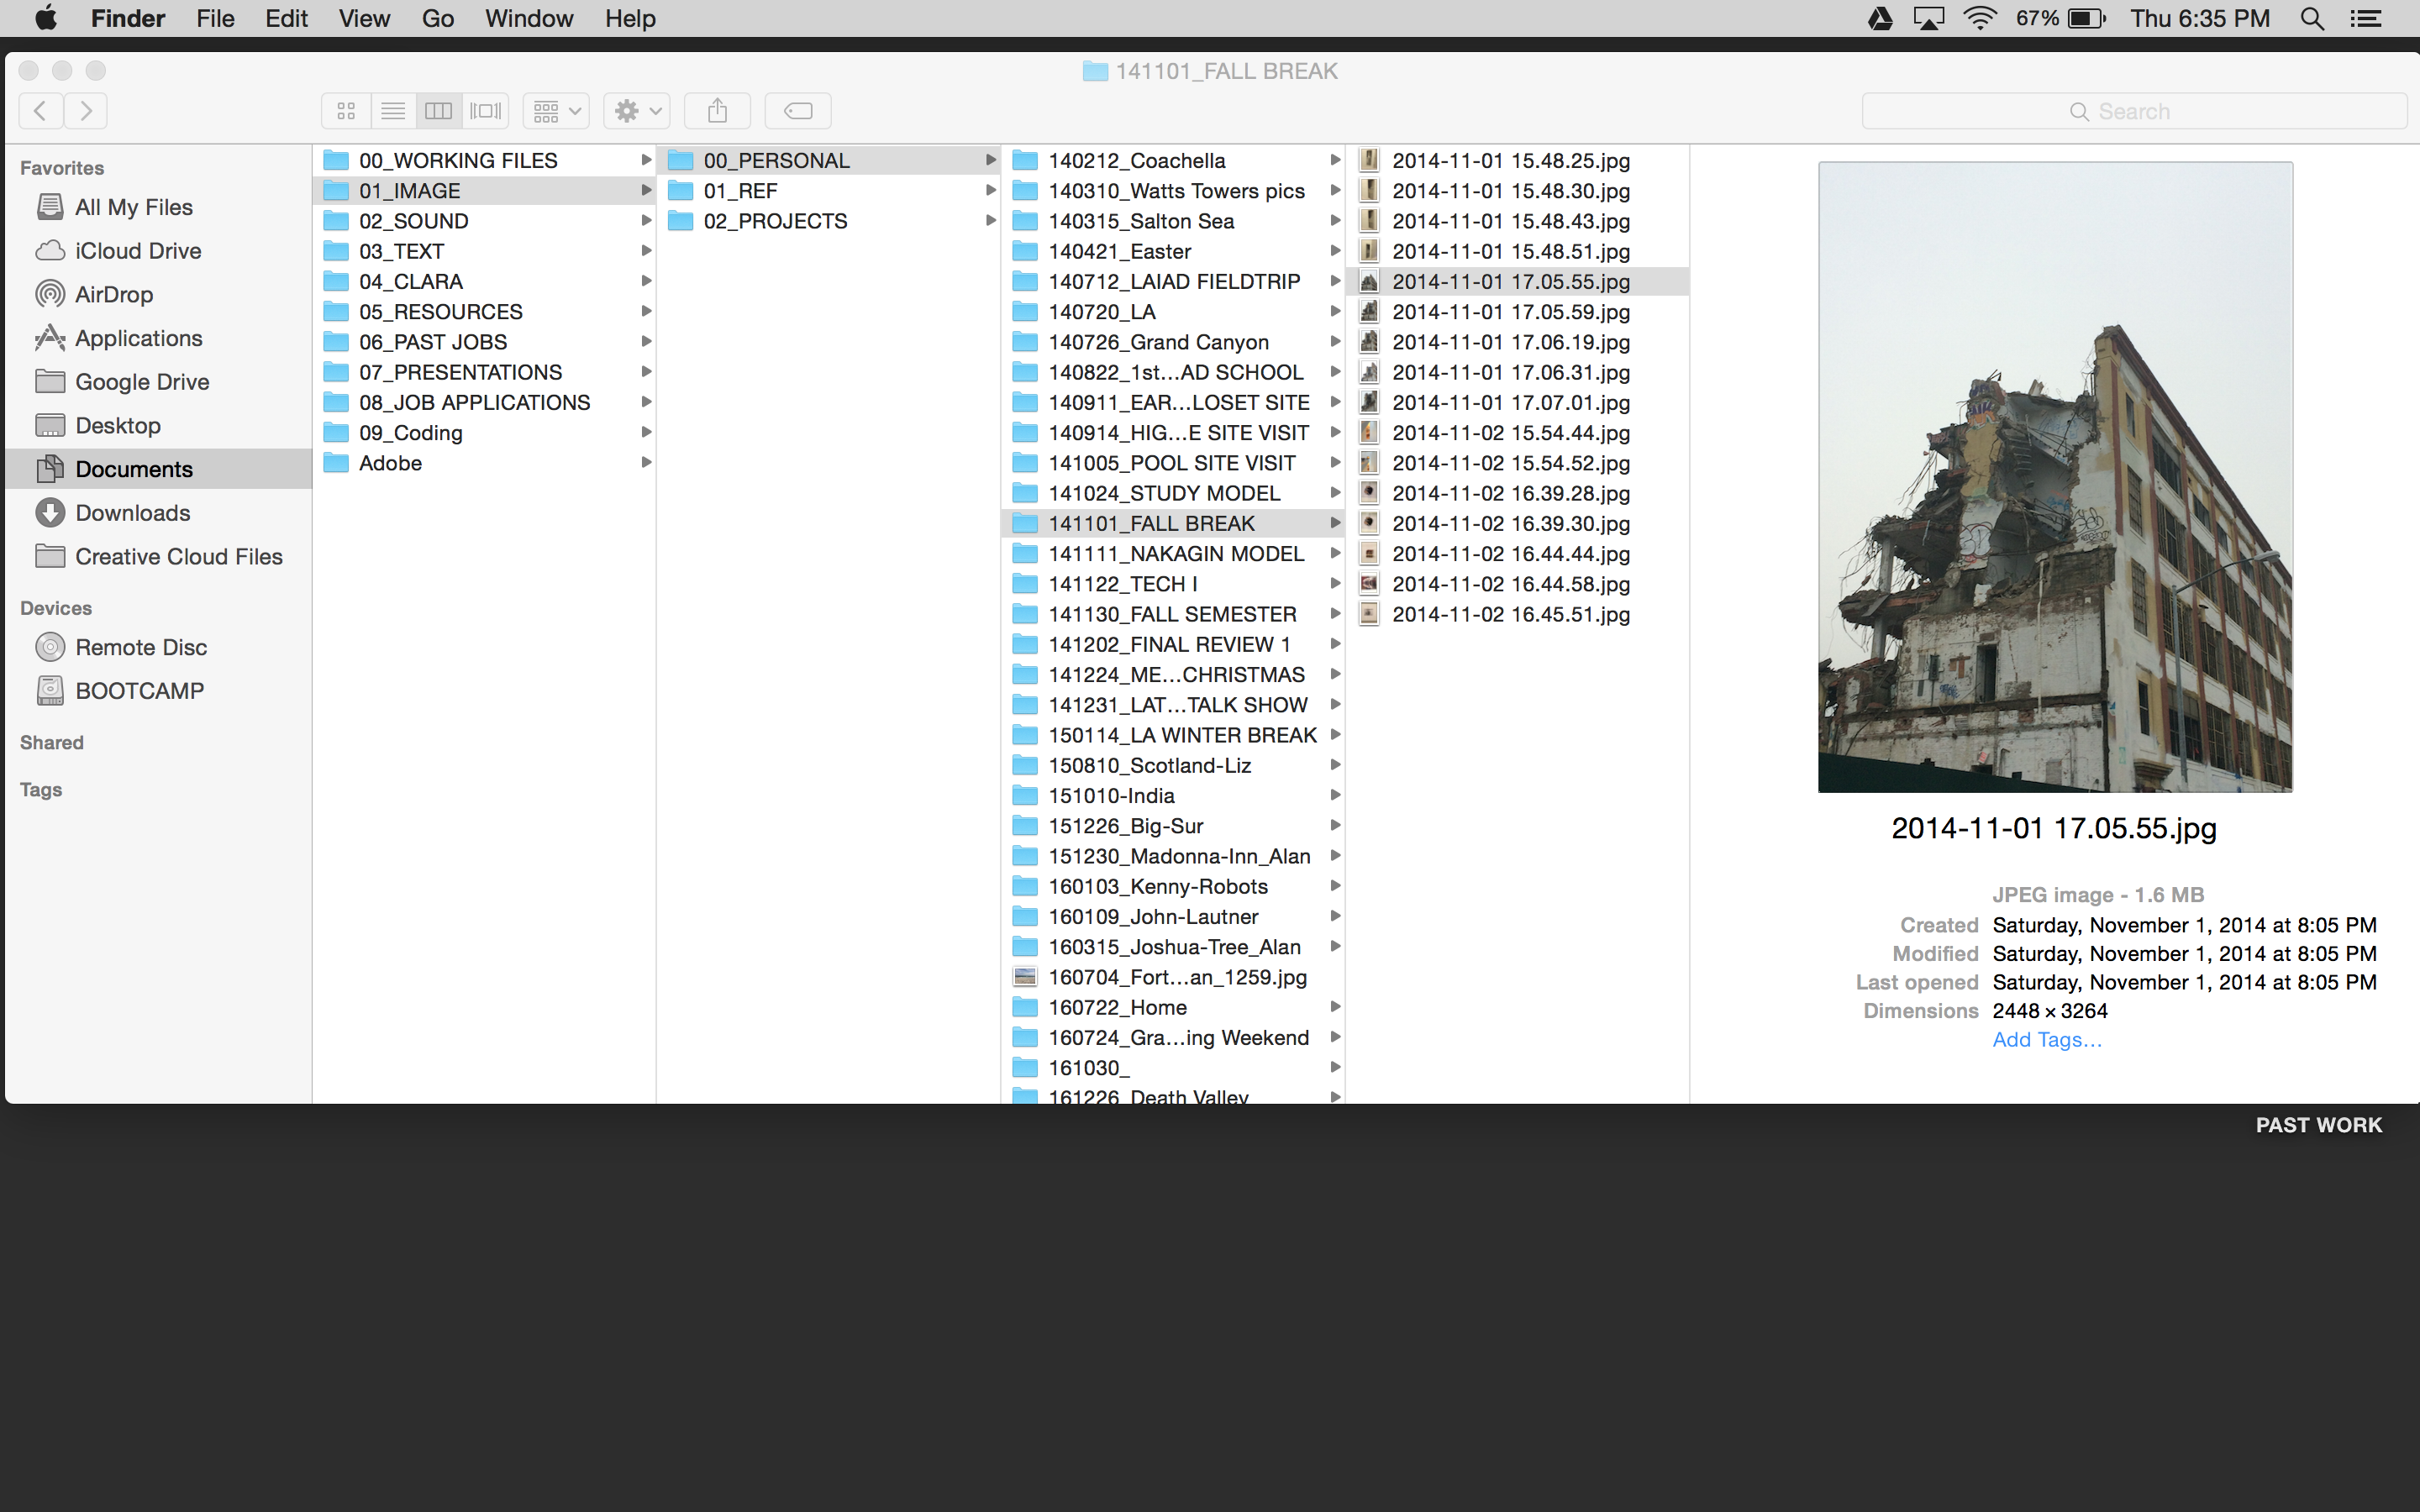 Finder File Edit View Go Window Help 67% Thu 6:35 PM
141101_FALL BREAK
Search
Favorites
All My Files
iCloud Drive
AirDrop
Applications
Google Drive
Desktop
Documents
Downloads
Creative Cloud Files
Devices
Remote Disc
BOOTCAMP
Shared
Tags
00_WORKING FILES
01_IMAGE
02_SOUND
03_TEXT
04_CLARA
05_RESOURCES
06_PAST JOBS
07_PRESENTATIONS
08_JOB APPLICATIONS
09_Coding
Adobe
00_PERSONAL
01_REF
02_PROJECTS
140212_Coachella
140310_Watts Towers pics
140315_Salton Sea
140421_Easter
140712_LAIAD FIELDTRIP
140720_LA
140726_Grand Canyon
140822_1st...AD SCHOOL
140911_EAR...LOSET SITE
140914_HIG...E SITE VISIT
141005_POOL SITE VISIT
141024_STUDY MODEL
141101_FALL BREAK
141111_NAKAGIN MODEL
141122_TECH I
141130_FALL SEMESTER
141202_FINAL REVIEW 1
141224_ME...CHRISTMAS
141231_LAT...TALK SHOW
150114_LA WINTER BREAK
150810_Scotland-Liz
151010-India
151226_Big-Sur
151230_Madonna-Inn_Alan
160103_Kenny-Robots
160109_John-Lautner
160315_Joshua-Tree_Alan
160704_Fort...an_1259.jpg
160722_Home
160724_Gra...ing Weekend
161030_
161226_Death Valley
2014-11-01 15.48.25.jpg
2014-11-01 15.48.30.jpg
2014-11-01 15.48.43.jpg
2014-11-01 15.48.51.jpg
2014-11-01 17.05.55.jpg
2014-11-01 17.05.59.jpg
2014-11-01 17.06.19.jpg
2014-11-01 17.06.31.jpg
2014-11-01 17.07.01.jpg
2014-11-02 15.54.44.jpg
2014-11-02 15.54.52.jpg
2014-11-02 16.39.28.jpg
2014-11-02 16.39.30.jpg
2014-11-02 16.44.44.jpg
2014-11-02 16.44.58.jpg
2014-11-02 16.45.51.jpg
2014-11-01 17.05.55.jpg
JPEG image - 1.6 MB
Created Saturday, November 1, 2014 at 8:05 PM
Modified Saturday, November 1, 2014 at 8:05 PM
Last opened Saturday, November 1, 2014 at 8:05 PM
Dimensions 2448 × 3264
Add Tags...
PAST WORK